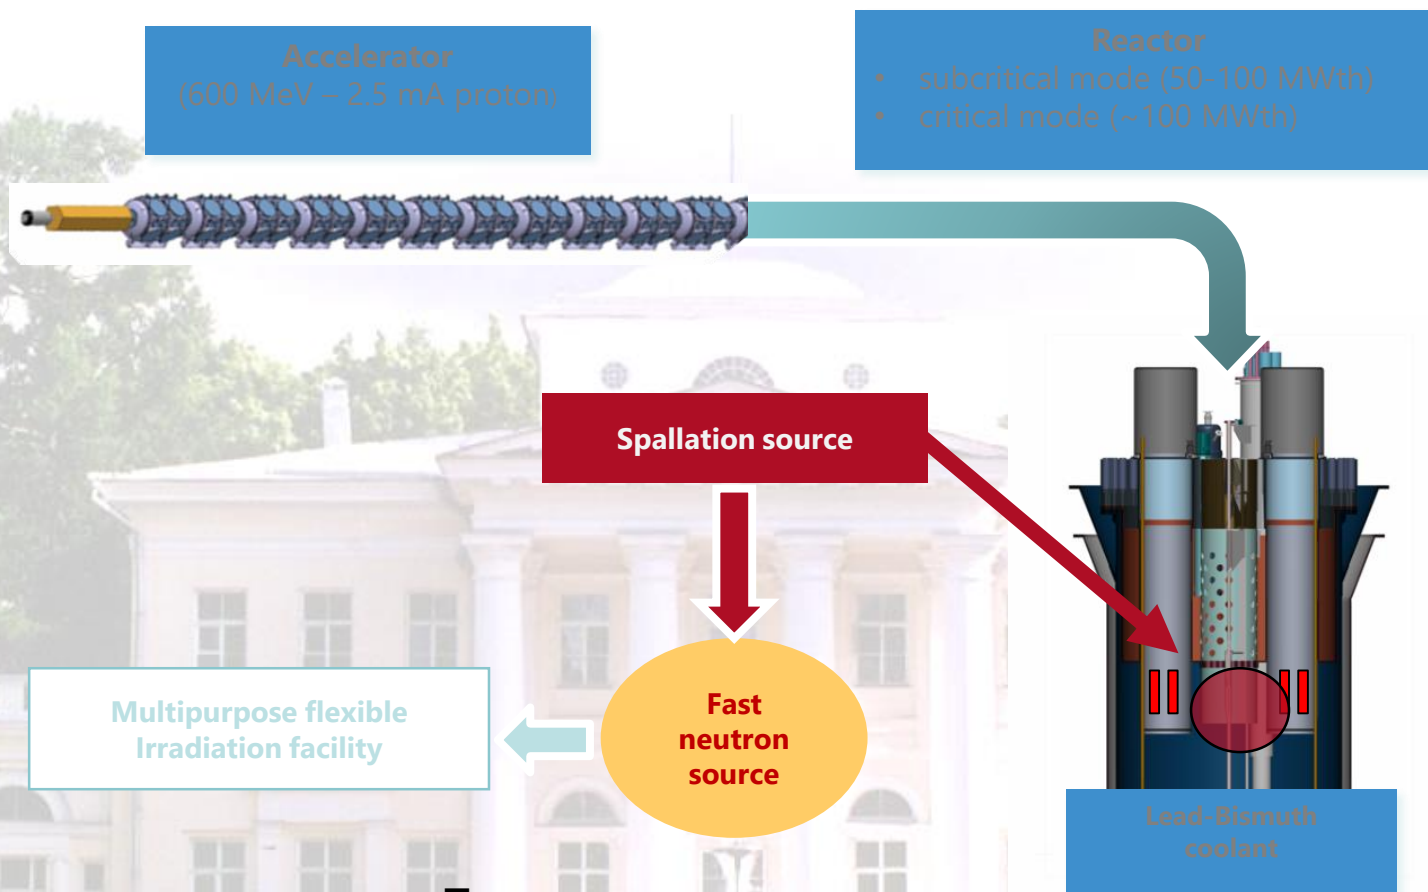 Accelerator
(600 MeV – 2.5 mA proton)
Reactor
• subcritical mode (50-100 MWth)
• critical mode (~100 MWth)
Spallation source
Fast
neutron
source
Multipurpose flexible
Irradiation facility
Lead-Bismuth
coolant